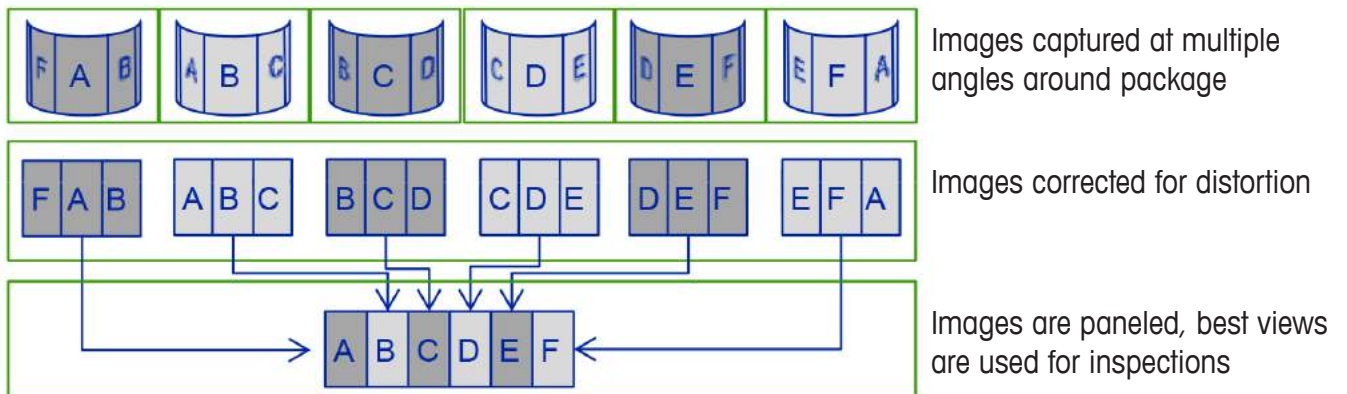 F A B A B C B C D C D E D E F E F A
Images captured at multiple
angles around package
F A B A B C B C D C D E D E F E F A
Images corrected for distortion
A B C D E F
Images are paneled, best views
are used for inspections